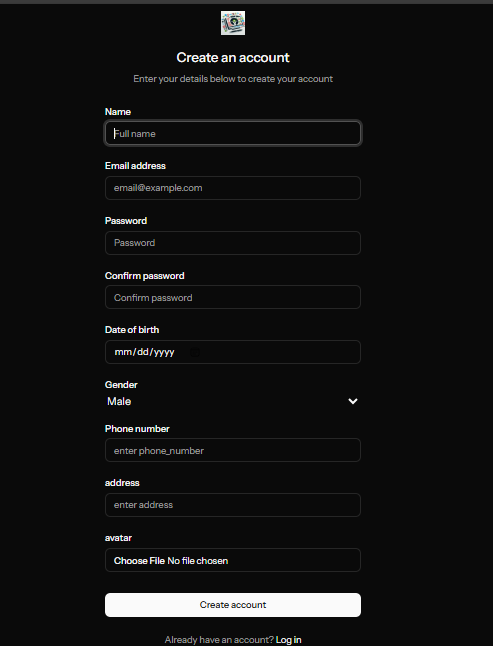 Create an account
Enter your details below to create your account
Name
Full name
Email address
email@example.com
Password
Password
Confirm password
Confirm password
Date of birth
mm/dd/yyyy
Gender
Male
Phone number
enter phone_number
address
enter address
avatar
Choose File No file chosen
Create account
Already have an account? Log in